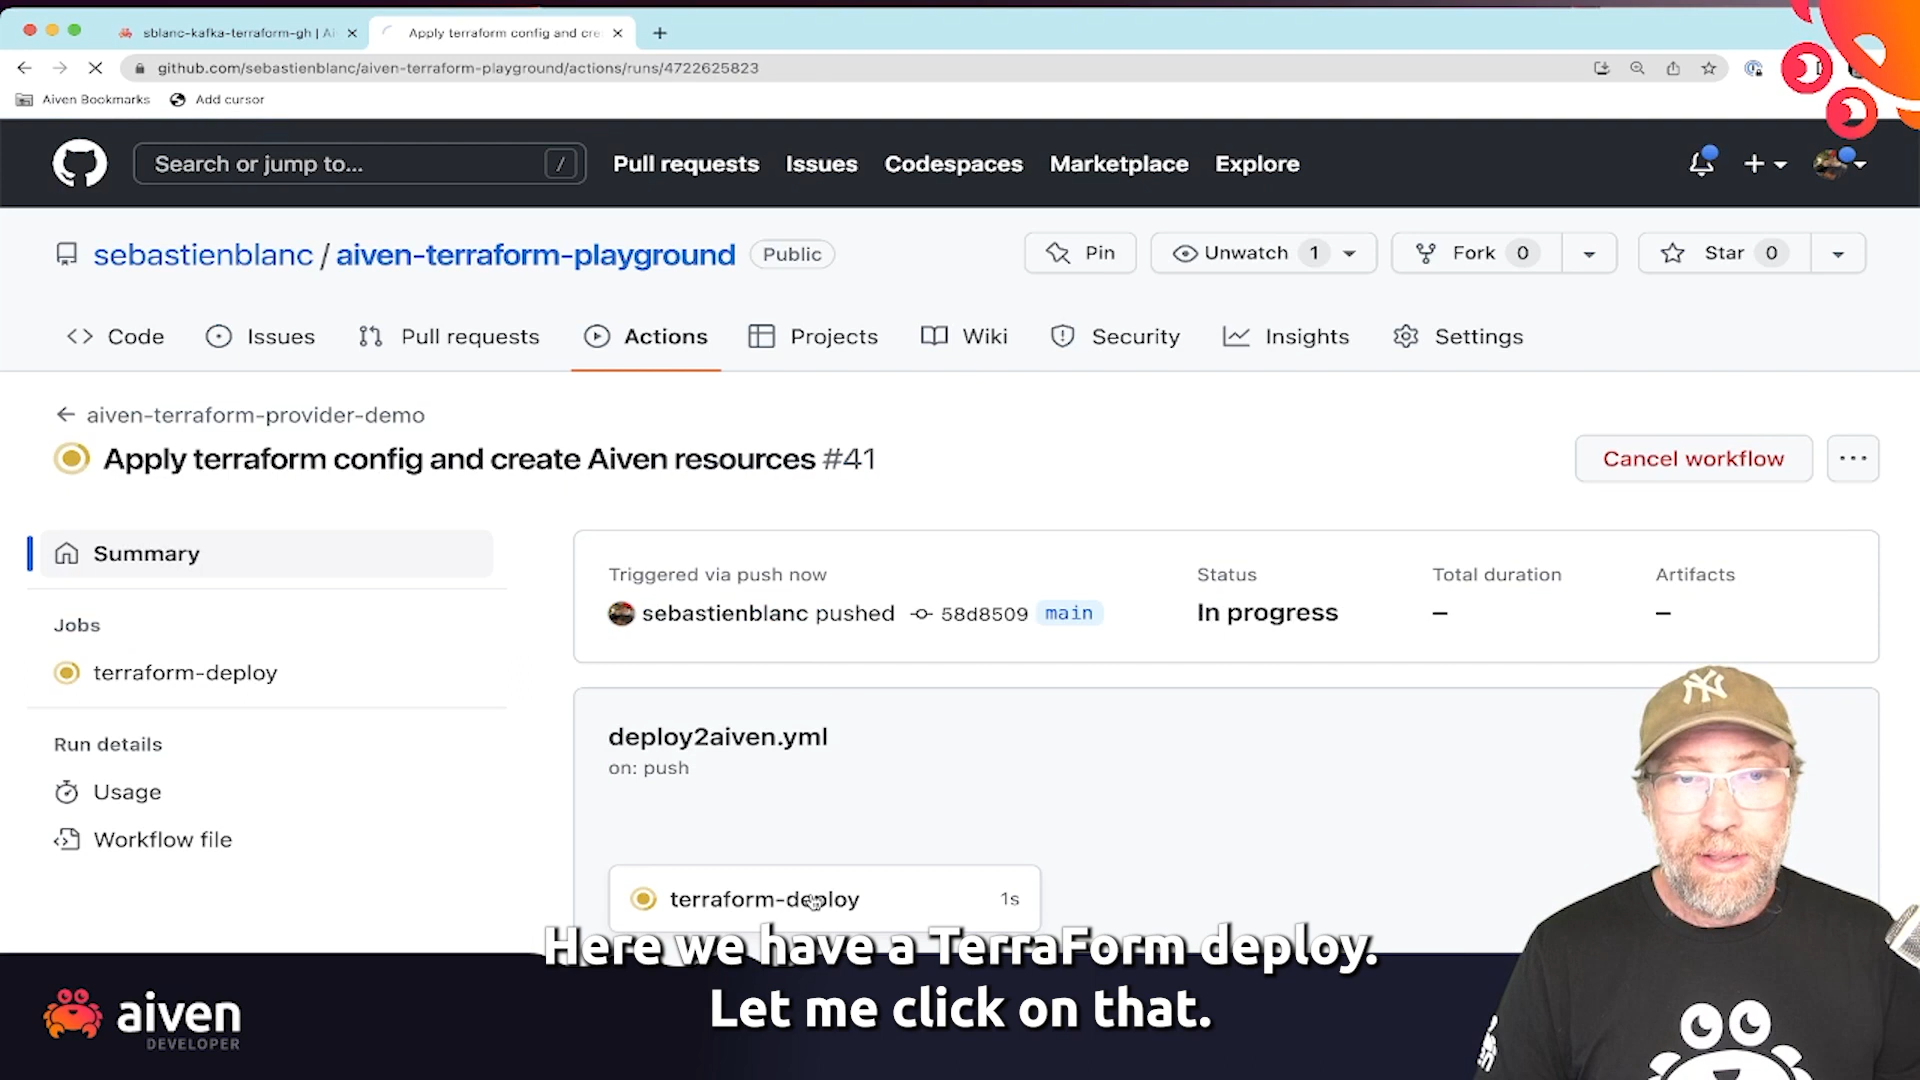 sblanc-kafka-terraform-gh | Ai
Apply terraform config and cre
github.com/sebastienblanc/aiven-terraform-playground/actions/runs/4722625823
Aiven Bookmarks
Add cursor
Search or jump to...
/
Pull requests
Issues
Codespaces
Marketplace
Explore
sebastienblanc / aiven-terraform-playground
Public
Pin
Unwatch 1
Fork 0
Star 0
Code
Issues
Pull requests
Actions
Projects
Wiki
Security
Insights
Settings
aiven-terraform-provider-demo
Apply terraform config and create Aiven resources #41
Cancel workflow
Summary
Jobs
terraform-deploy
Run details
Usage
Workflow file
Triggered via push now
sebastienblanc pushed 58d8509 main
Status
In progress
Total duration
–
Artifacts
–
deploy2aiven.yml
on: push
terraform-deploy
1s
NY
Here we have a TerraForm deploy.
Let me click on that.
aiven
DEVELOPER